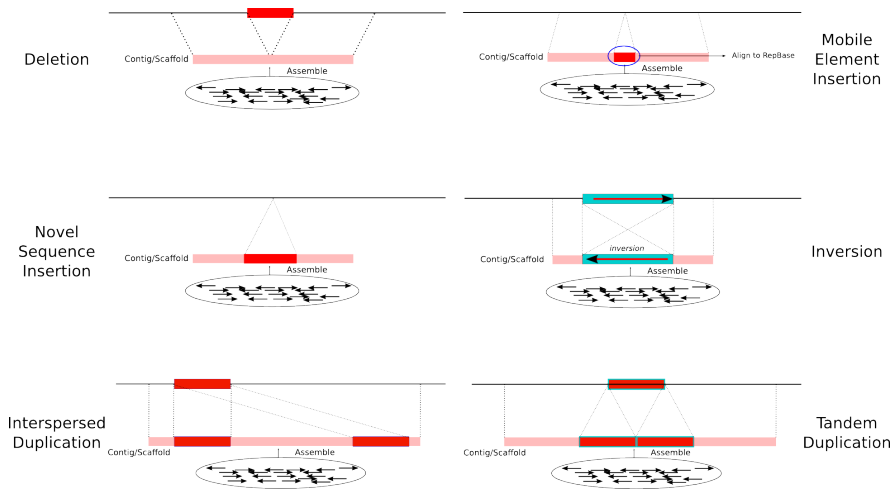 Deletion
Contig/Scaffold
Assemble
Contig/Scaffold
Align to RepBase
Assemble
Mobile
Element
Insertion
Novel
Sequence
Insertion
Contig/Scaffold
Assemble
inversion
Contig/Scaffold
Assemble
Inversion
Interspersed
Duplication
Contig/Scaffold
Assemble
Contig/Scaffold
Assemble
Tandem
Duplication